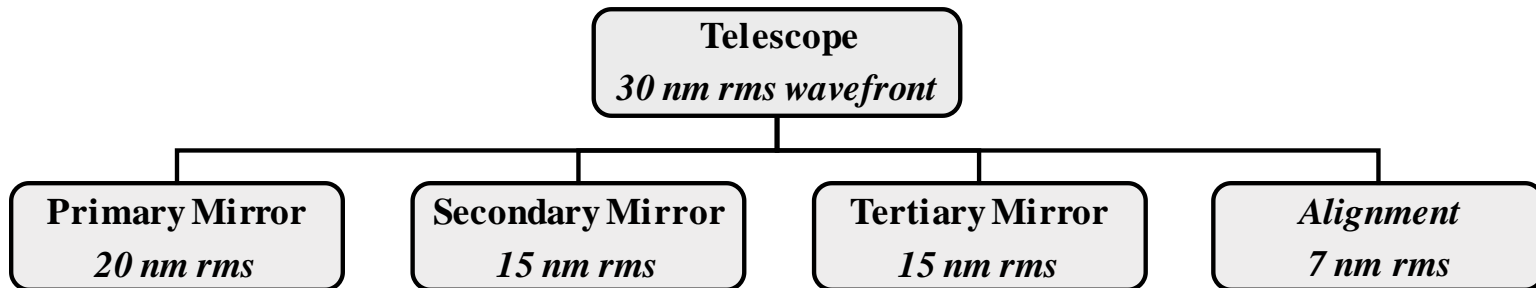 Telescope
30 nm rms wavefront
Primary Mirror
20 nm rms
Secondary Mirror
15 nm rms
Tertiary Mirror
15 nm rms
Alignment
7 nm rms